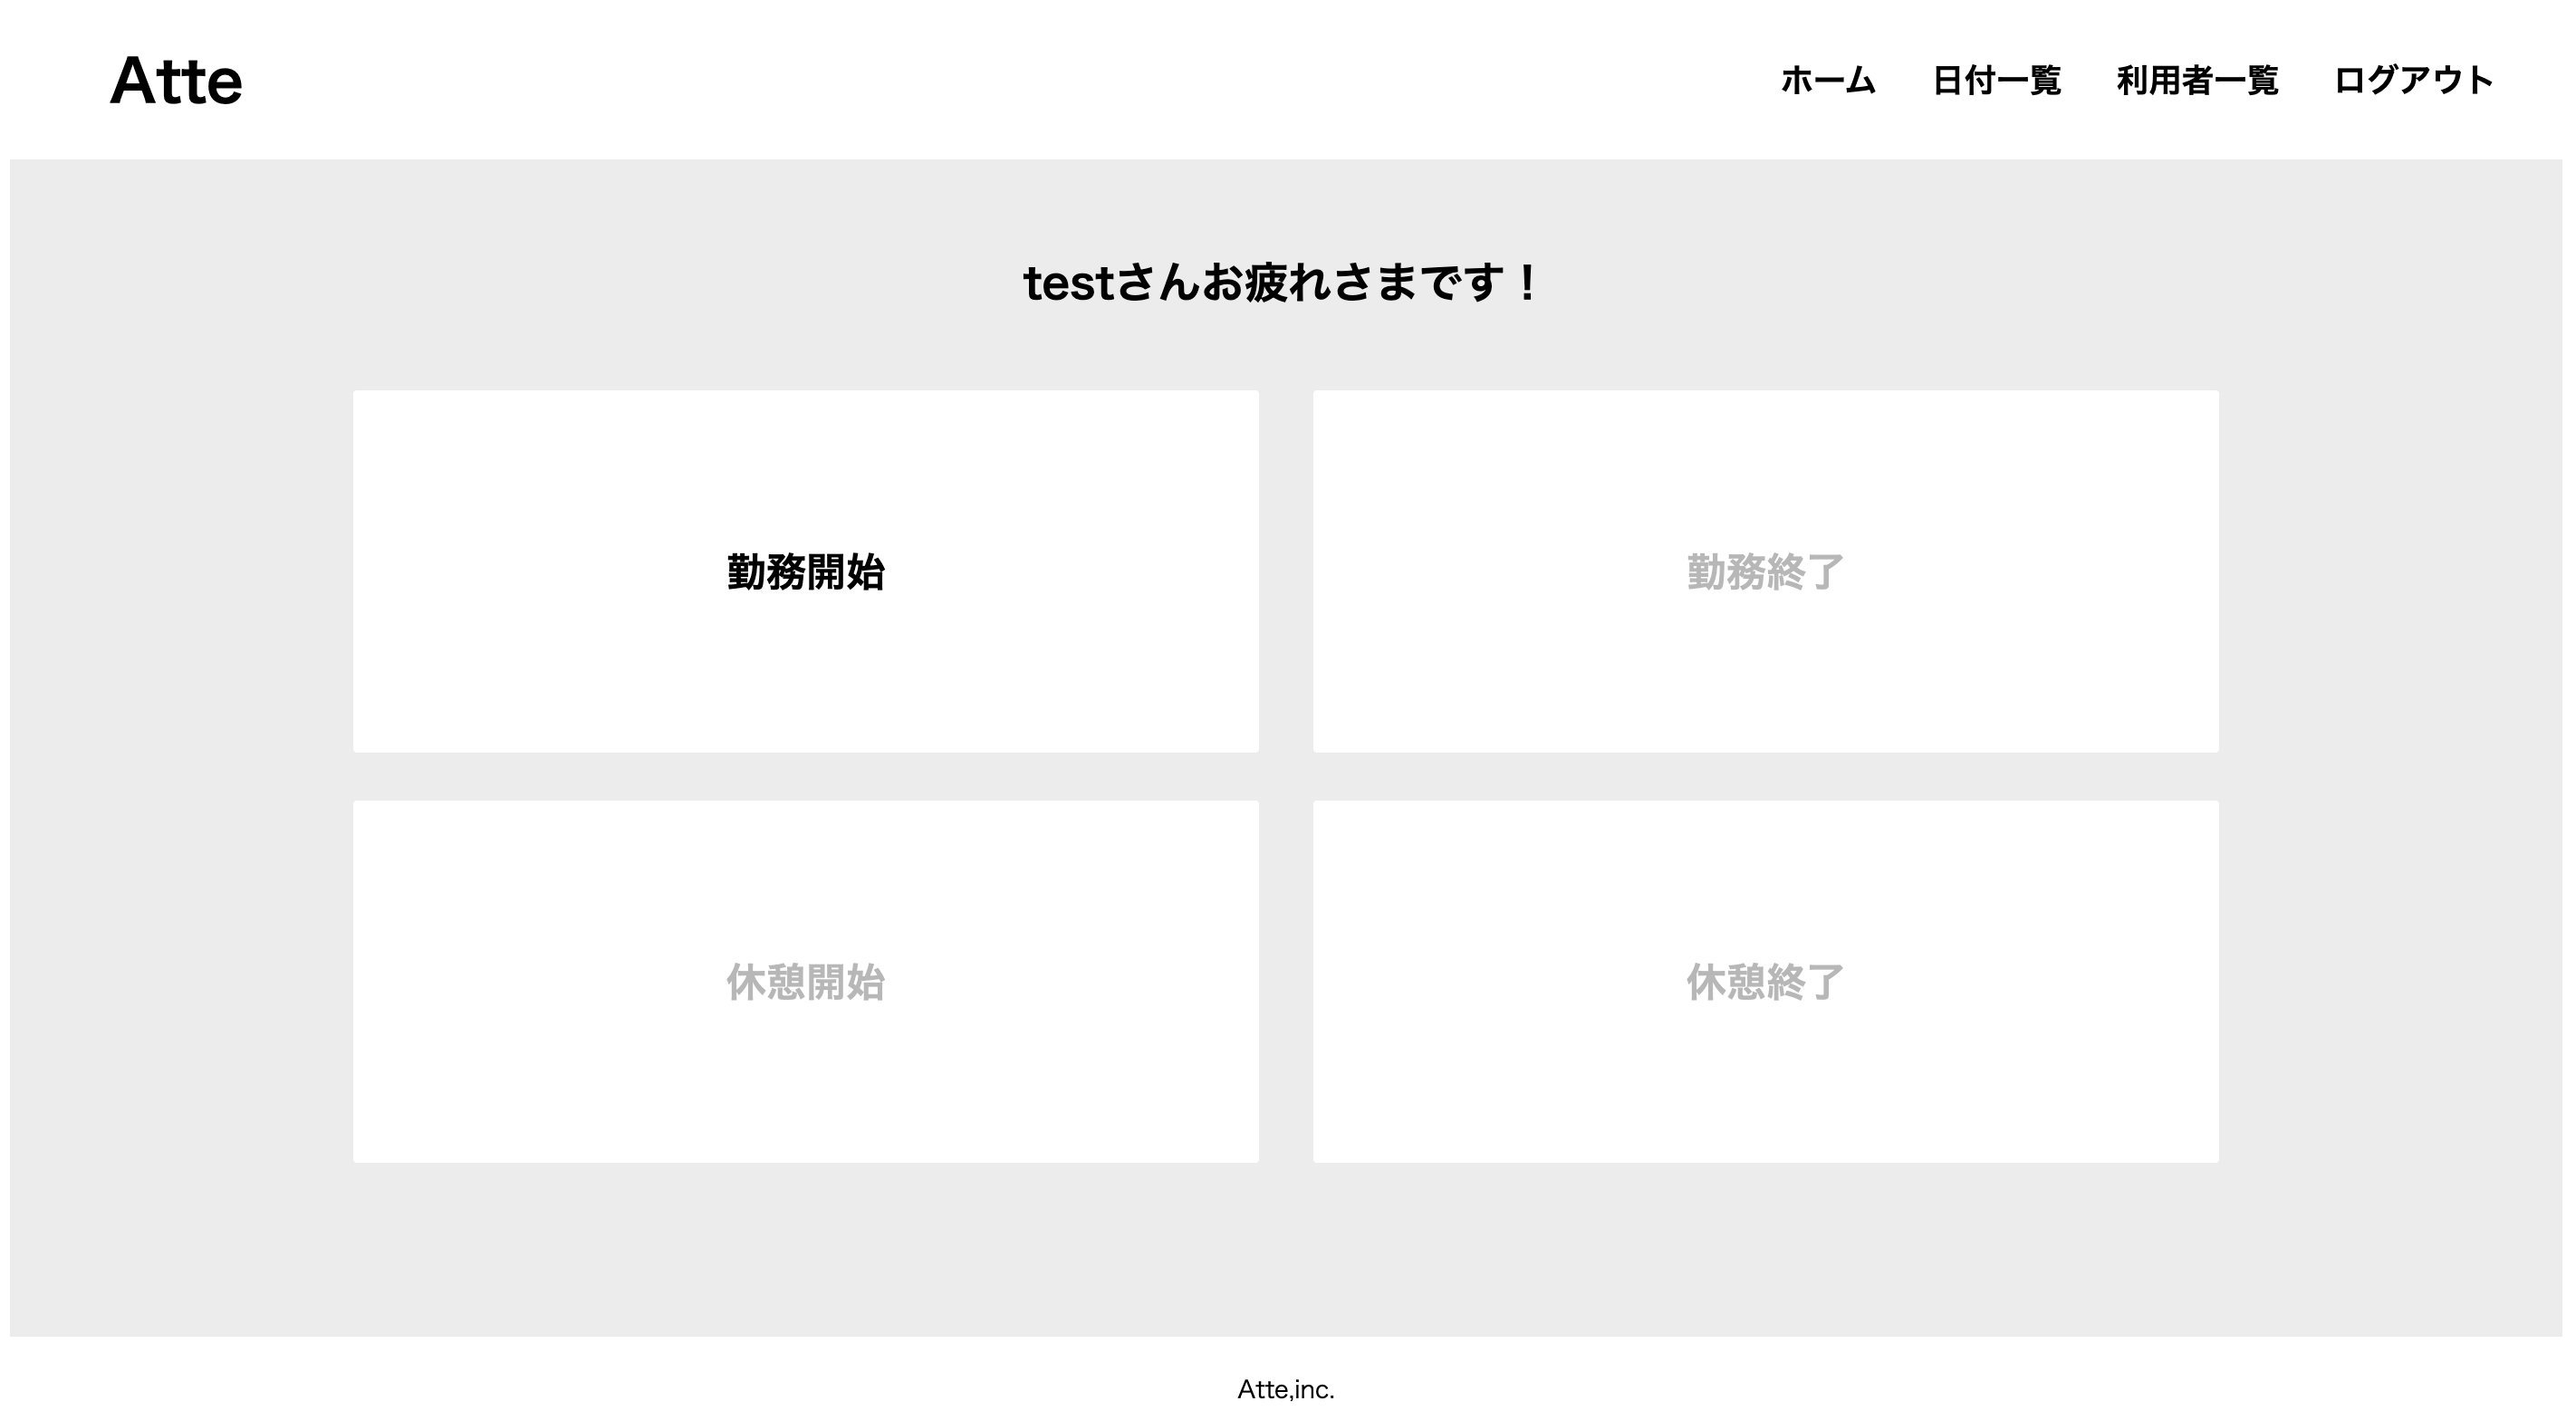 Atte
ホーム 日付一覧 利用者一覧 ログアウト
testさんお疲れさまです！
勤務開始 勤務終了
休憩開始 休憩終了
Atte,inc.